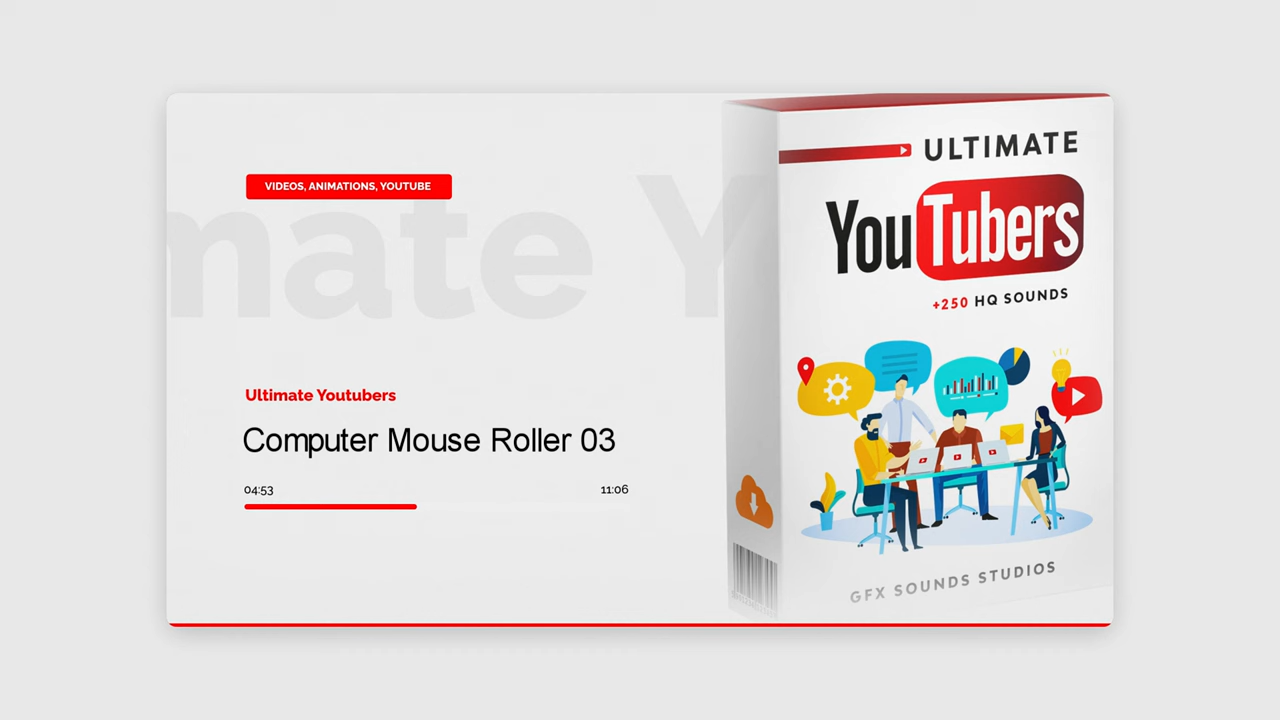 VIDEOS, ANIMATIONS, YOUTUBE
mate Y
Ultimate Youtubers
Computer Mouse Roller 03
04:53
11:06
ULTIMATE
YouTubers
+250 HQ SOUNDS
GFX SOUNDS STUDIOS